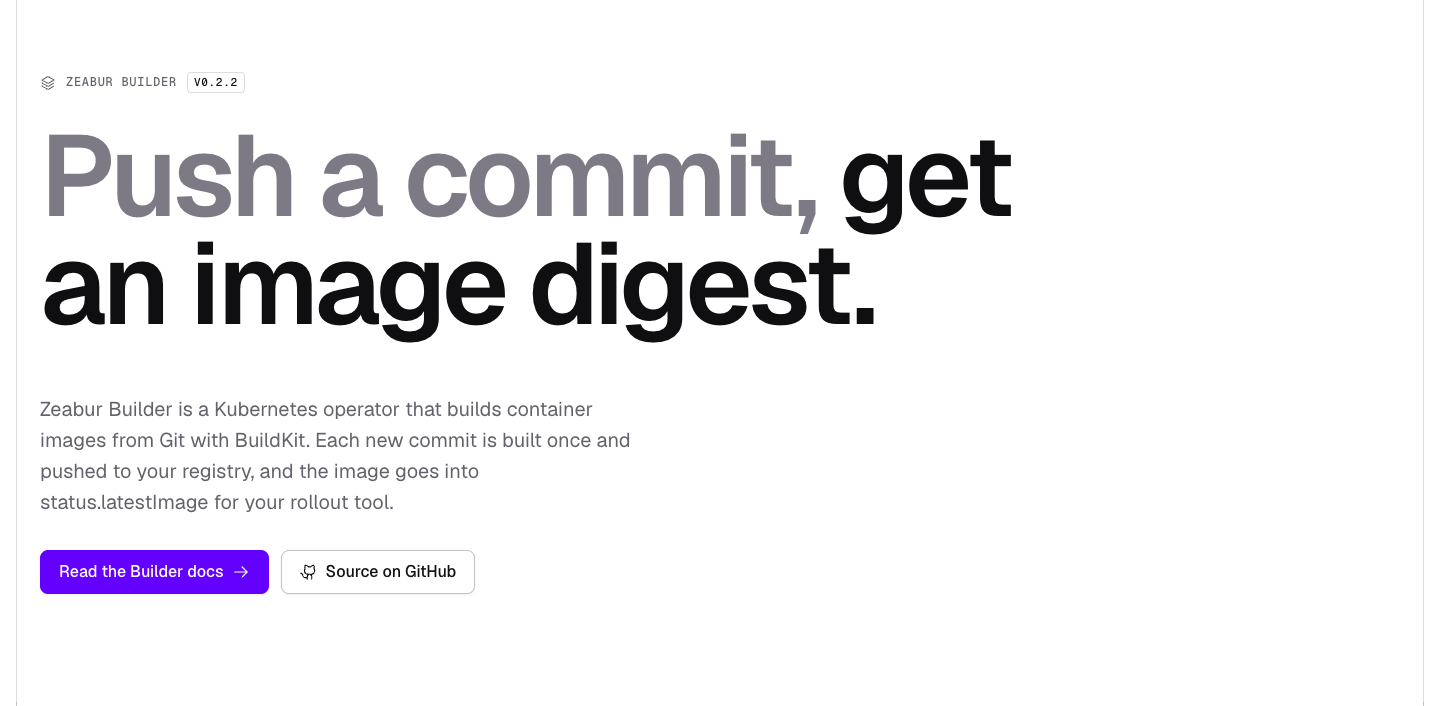 ZEABUR BUILDER V0.2.2
Push a commit, get
an image digest.
Zeabur Builder is a Kubernetes operator that builds container
images from Git with BuildKit. Each new commit is built once and
pushed to your registry, and the image goes into
status.latestImage for your rollout tool.
Read the Builder docs →
Source on GitHub